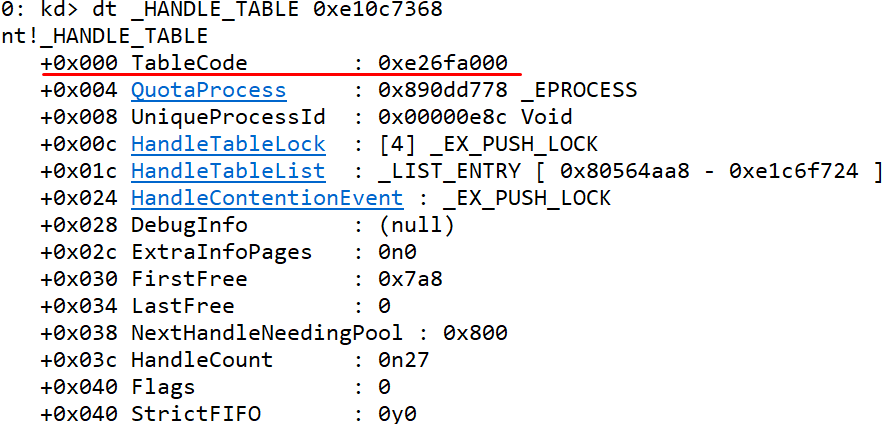 0: kd> dt _HANDLE_TABLE 0xe10c7368
nt!_HANDLE_TABLE
   +0x000 TableCode        : 0xe26fa000
   +0x004 QuotaProcess     : 0x890dd778 _EPROCESS
   +0x008 UniqueProcessId  : 0x00000e8c Void
   +0x00c HandleTableLock  : [4] _EX_PUSH_LOCK
   +0x01c HandleTableList  : _LIST_ENTRY [ 0x80564aa8 - 0xe1c6f724 ]
   +0x024 HandleContentionEvent : _EX_PUSH_LOCK
   +0x028 DebugInfo        : (null)
   +0x02c ExtraInfoPages   : 0n0
   +0x030 FirstFree        : 0x7a8
   +0x034 LastFree         : 0
   +0x038 NextHandleNeedingPool : 0x800
   +0x03c HandleCount      : 0n27
   +0x040 Flags            : 0
   +0x040 StrictFIFO       : 0y0